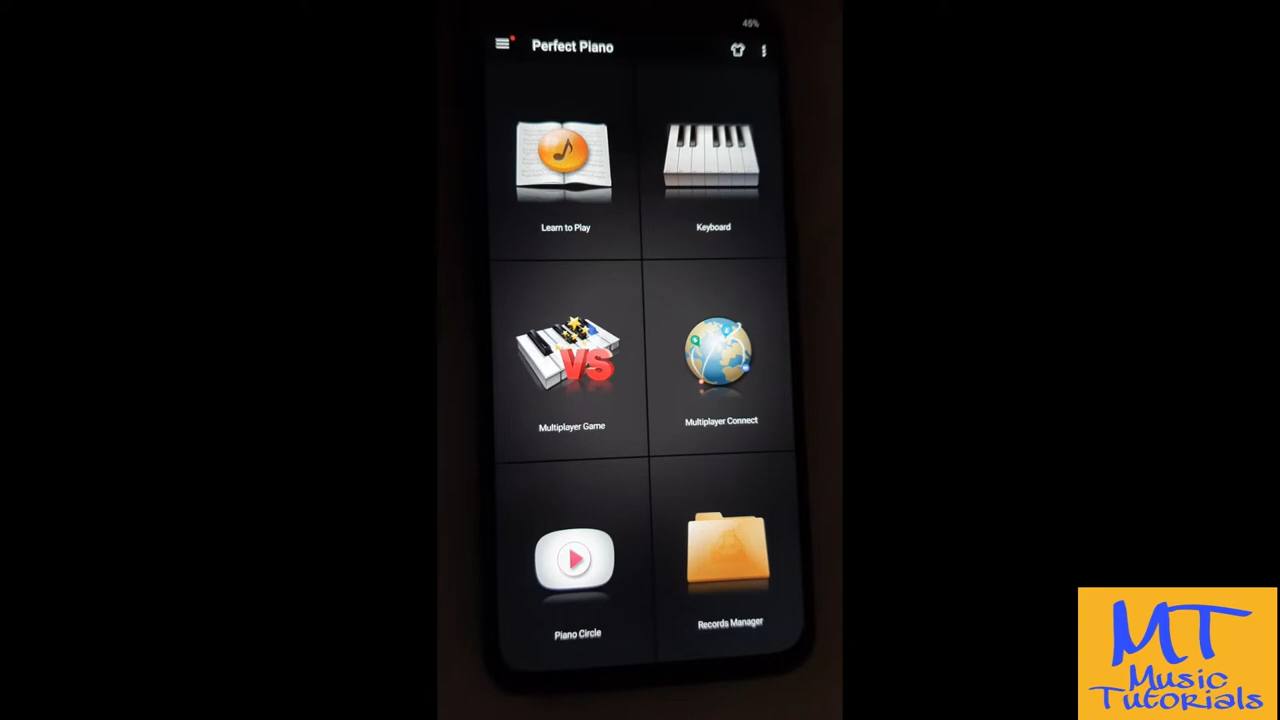 45%
Perfect Piano
Learn to Play
Keyboard
VS
Multiplayer Game
Multiplayer Connect
Piano Circle
Records Manager
MT
Music
Tutorials